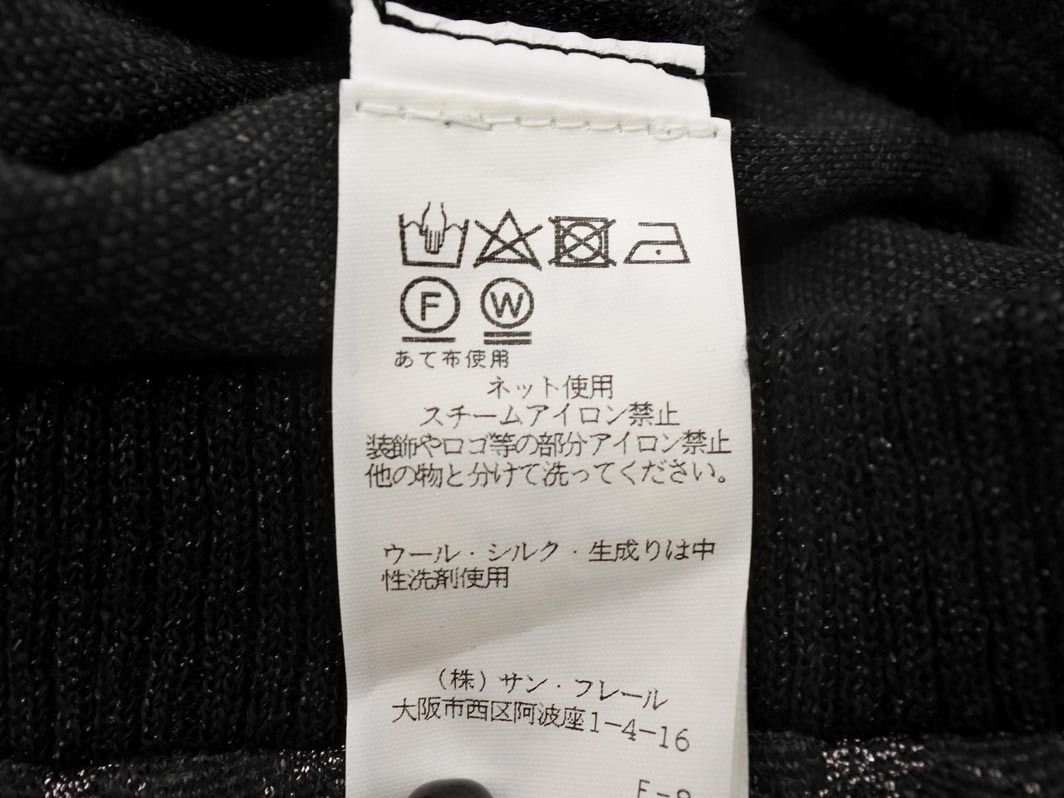 F W
あて布使用
ネット使用
スチームアイロン禁止
装飾やロゴ等の部分アイロン禁止
他の物と分けて洗ってください。
ウール・シルク・生成りは中
性洗剤使用
(株)サン・フレール
大阪市西区阿波座1-4-16